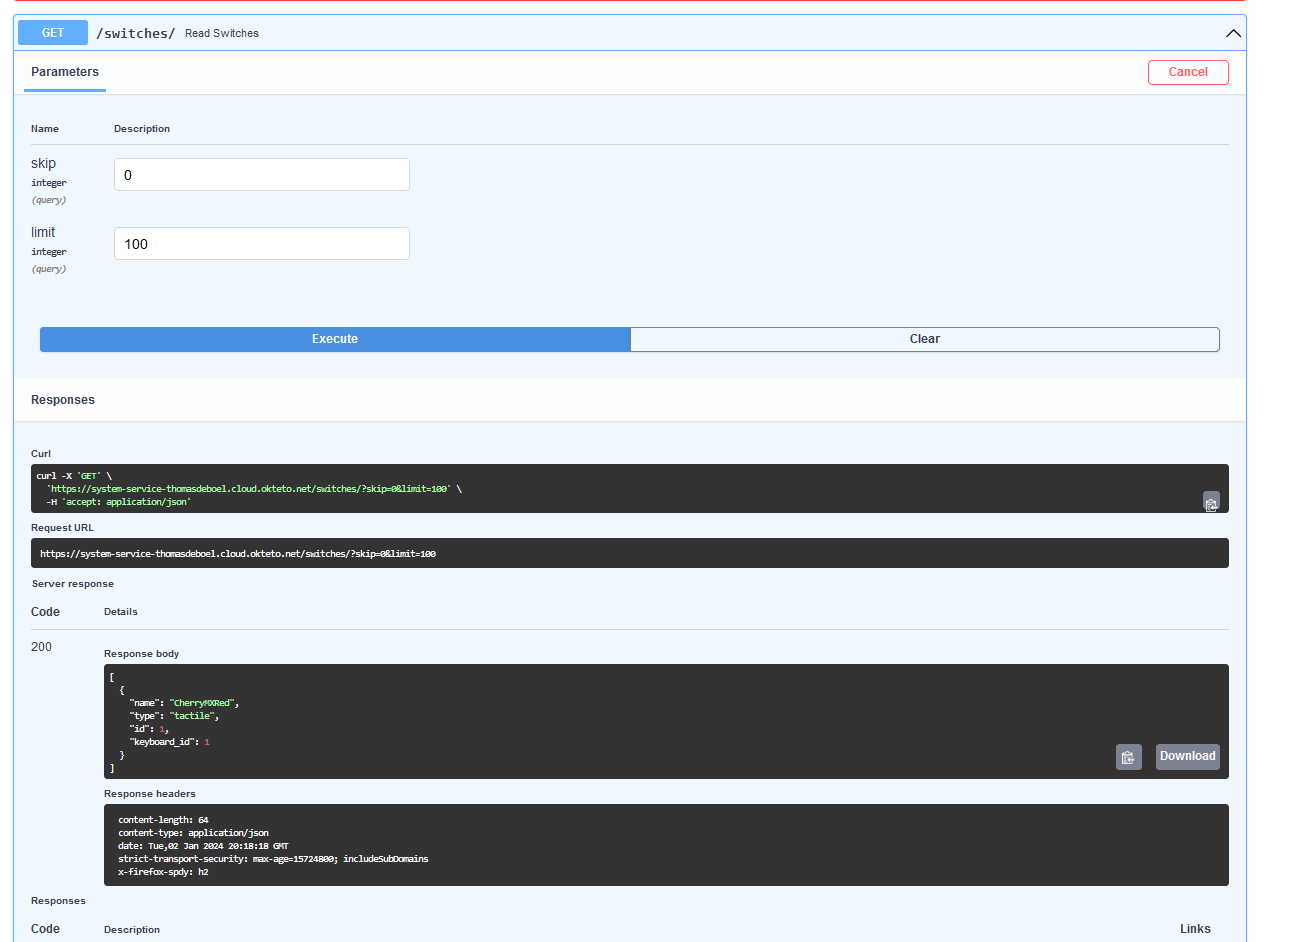 GET /switches/ Read Switches
Parameters
Cancel
Name Description
skip
integer
(query)
0
limit
integer
(query)
100
Execute Clear
Responses
Curl
curl -X 'GET' \
'https://system-service-thomasdeboel.cloud.okteto.net/switches/?skip=0&limit=100' \
-H 'accept: application/json'
Request URL
https://system-service-thomasdeboel.cloud.okteto.net/switches/?skip=0&limit=100
Server response
Code Details
200
Response body
[
{
"name": "CherryMXRed",
"type": "tactile",
"id": 1,
"keyboard_id": 1
}
]
Download
Response headers
content-length: 64
content-type: application/json
date: Tue,02 Jan 2024 20:18:18 GMT
strict-transport-security: max-age=15724800; includeSubDomains
x-firefox-spdy: h2
Responses
Code Description Links